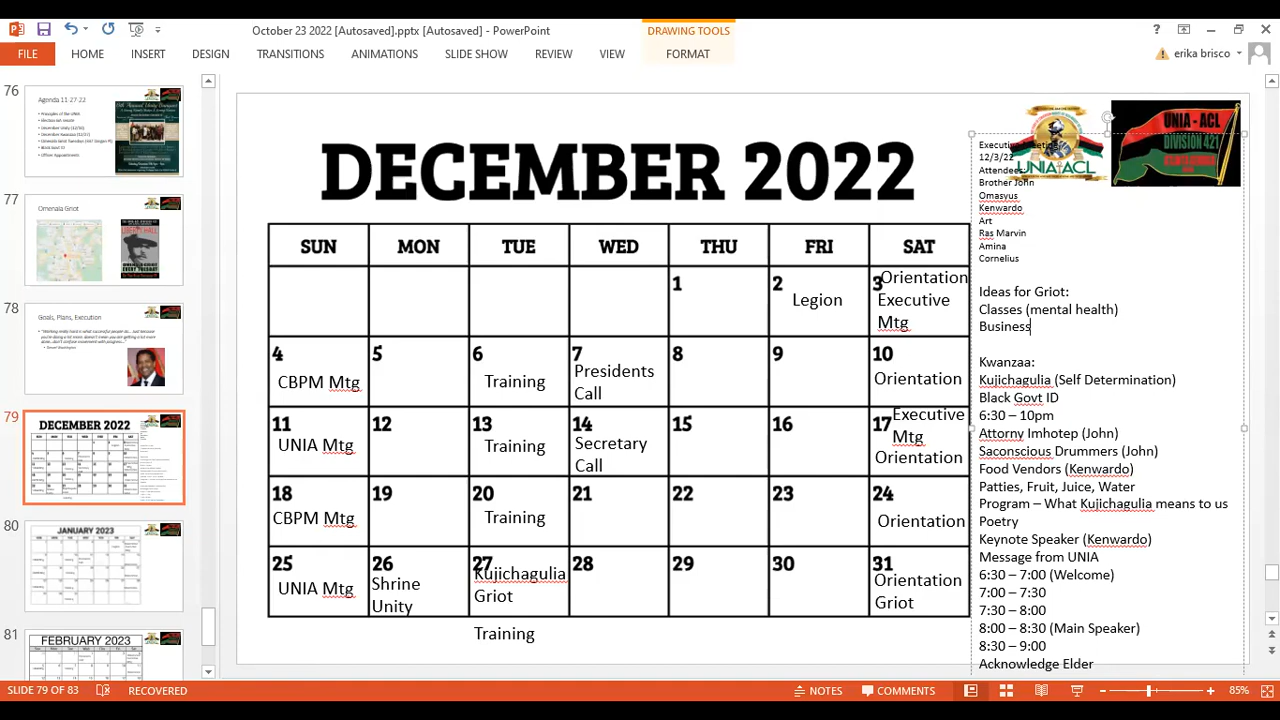 October 23 2022 [Autosaved].pptx [Autosaved] - PowerPoint
DRAWING TOOLS
FILE
HOME
INSERT
DESIGN
TRANSITIONS
ANIMATIONS
SLIDE SHOW
REVIEW
VIEW
FORMAT
erika brisco
76
Agenda 11-27-22
77
Omenala Griot
LIBERTY HALL
78
Goals, Plans, Execution
79
DECEMBER 2022
80
JANUARY 2023
81
FEBRUARY 2023
DECEMBER 2022
SUN MON TUE WED THU FRI SAT
1
2 Legion
3 Orientation
Executive
Mtg
4 CBPM Mtg
5
6 Training
7 Presidents
Call
8
9
10 Orientation
11 UNIA Mtg
12
13 Training
14 Secretary
Call
15
16
17 Executive
Mtg
Orientation
18 CBPM Mtg
19
20 Training
21
22
23
24 Orientation
25 UNIA Mtg
26 Shrine
Unity
27 Kujichagulia
Griot
Training
28
29
30
31 Orientation
Griot
UNIA ACL
UNIA - ACL
DIVISION 421
Executive Meeting
12/3/22
Attendees:
Brother John
Omasyus
Kenwardo
Art
Ras Marvin
Amina
Cornelius
Ideas for Griot:
Classes (mental health)
Business
Kwanzaa:
Kujichagulia (Self Determination)
Black Govt ID
6:30 – 10pm
Attorny Imhotep (John)
Saconscious Drummers (John)
Food Vendors (Kenwardo)
Patties, Fruit, Juice, Water
Program – What Kujichagulia means to us
Poetry
Keynote Speaker (Kenwardo)
Message from UNIA
6:30 – 7:00 (Welcome)
7:00 – 7:30
7:30 – 8:00
8:00 – 8:30 (Main Speaker)
8:30 – 9:00
Acknowledge Elder
SLIDE 79 OF 83
RECOVERED
NOTES
COMMENTS
85%